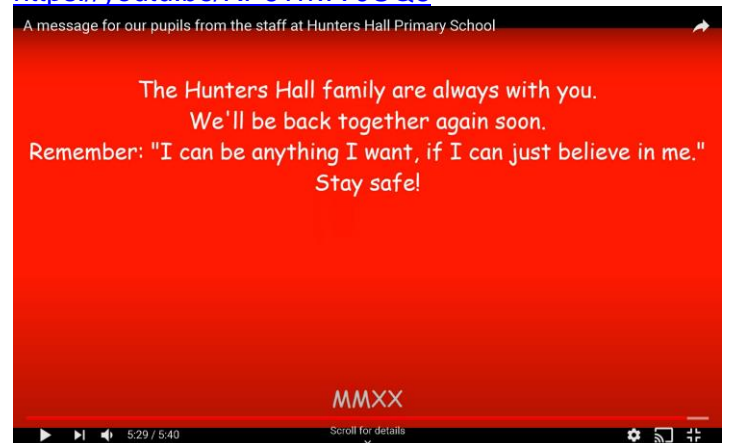 A message for our pupils from the staff at Hunters Hall Primary School
The Hunters Hall family are always with you.
We'll be back together again soon.
Remember: "I can be anything I want, if I can just believe in me."
Stay safe!
MMXX
5:29 / 5:40
Scroll for details